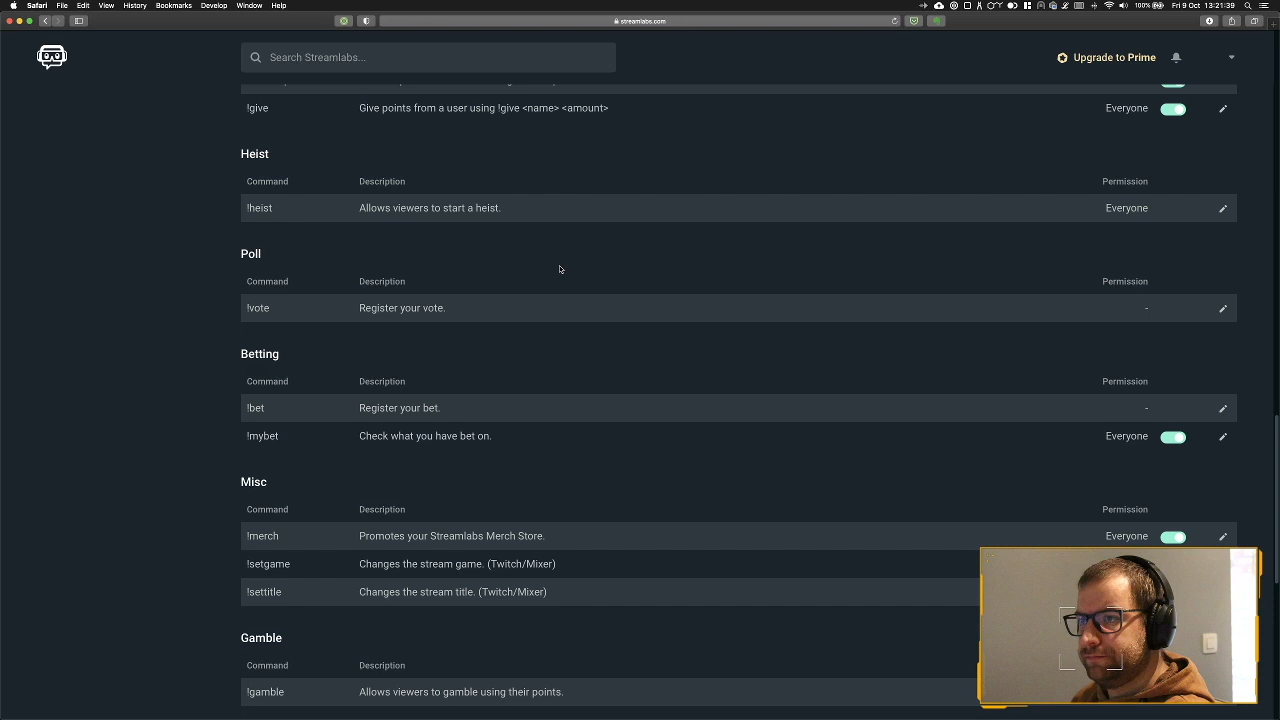 Safari File Edit View History Bookmarks Develop Window Help
100% Fri 9 Oct 13:21:39
streamlabs.com
Search Streamlabs...
Upgrade to Prime
!give Give points from a user using !give <name> <amount> Everyone
Heist
Command Description Permission
!heist Allows viewers to start a heist. Everyone
Poll
Command Description Permission
!vote Register your vote. -
Betting
Command Description Permission
!bet Register your bet. -
!mybet Check what you have bet on. Everyone
Misc
Command Description Permission
!merch Promotes your Streamlabs Merch Store. Everyone
!setgame Changes the stream game. (Twitch/Mixer)
!settitle Changes the stream title. (Twitch/Mixer)
Gamble
Command Description
!gamble Allows viewers to gamble using their points.